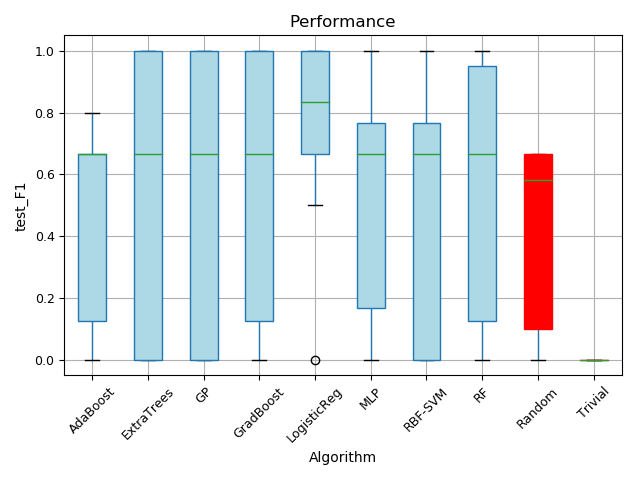 Performance
test_F1
1.0
0.8
0.6
0.4
0.2
0.0
AdaBoost
ExtraTrees
GP
GradBoost
LogisticReg
MLP
RBF-SVM
RF
Random
Trivial
Algorithm